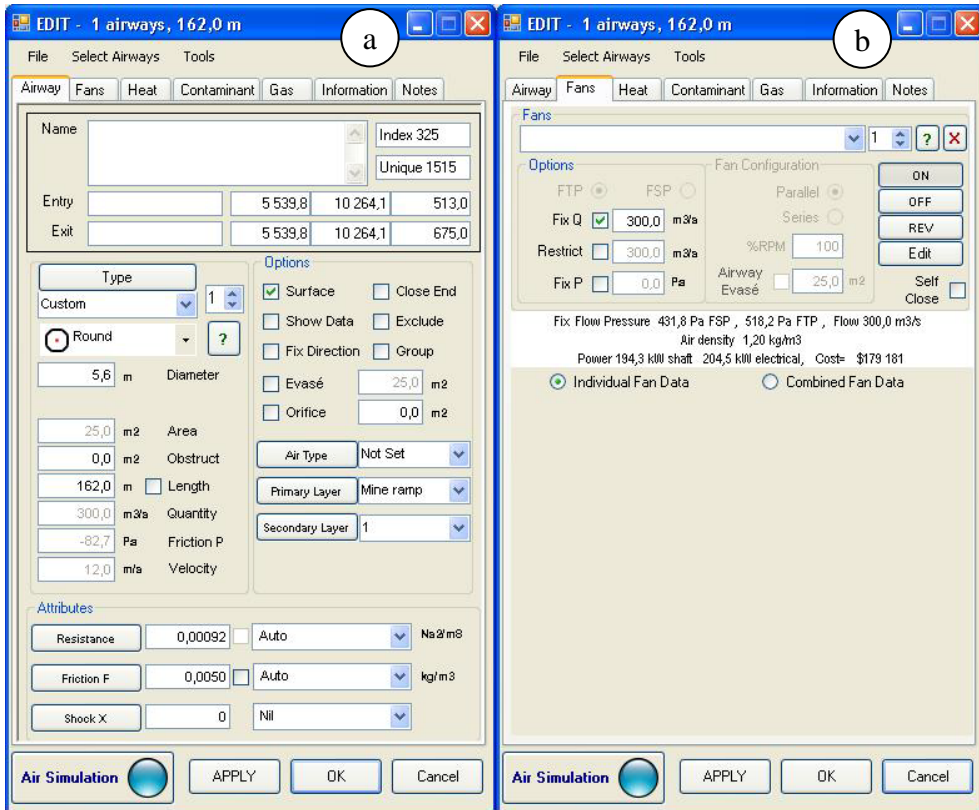 EDIT - 1 airways, 162,0 m
a
File Select Airways Tools
Airway Fans Heat Contaminant Gas Information Notes
Name
Index 325
Unique 1515
Entry 5 539,8 10 264,1 513,0
Exit 5 539,8 10 264,1 675,0
Type
Custom 1
Round ?
5,6 m Diameter
25,0 m2 Area
0,0 m2 Obstruct
162,0 m Length
300,0 m3/s Quantity
-82,7 Pa Friction P
12,0 m/s Velocity
Options
Surface Close End
Show Data Exclude
Fix Direction Group
Evasé 25,0 m2
Orifice 0,0 m2
Air Type Not Set
Primary Layer Mine ramp
Secondary Layer 1
Attributes
Resistance 0,00092 Auto Ns2/m8
Friction F 0,0050 Auto kg/m3
Shock X 0 Nil
Air Simulation APPLY OK Cancel
EDIT - 1 airways, 162,0 m
b
File Select Airways Tools
Airway Fans Heat Contaminant Gas Information Notes
Fans
1 ?
Options
FTP FSP
Fix Q 300,0 m3/s
Restrict 300,0 m3/s
Fix P 0,0 Pa
Fan Configuration
Parallel
Series
%RPM 100
Airway
Evasé 25,0 m2
ON
OFF
REV
Edit
Self
Close
Fix Flow Pressure 431,8 Pa FSP , 518,2 Pa FTP , Flow 300,0 m3/s
Air density 1,20 kg/m3
Power 194,3 kW shaft 204,5 kW electrical, Cost= $179 181
Individual Fan Data Combined Fan Data
Air Simulation APPLY OK Cancel